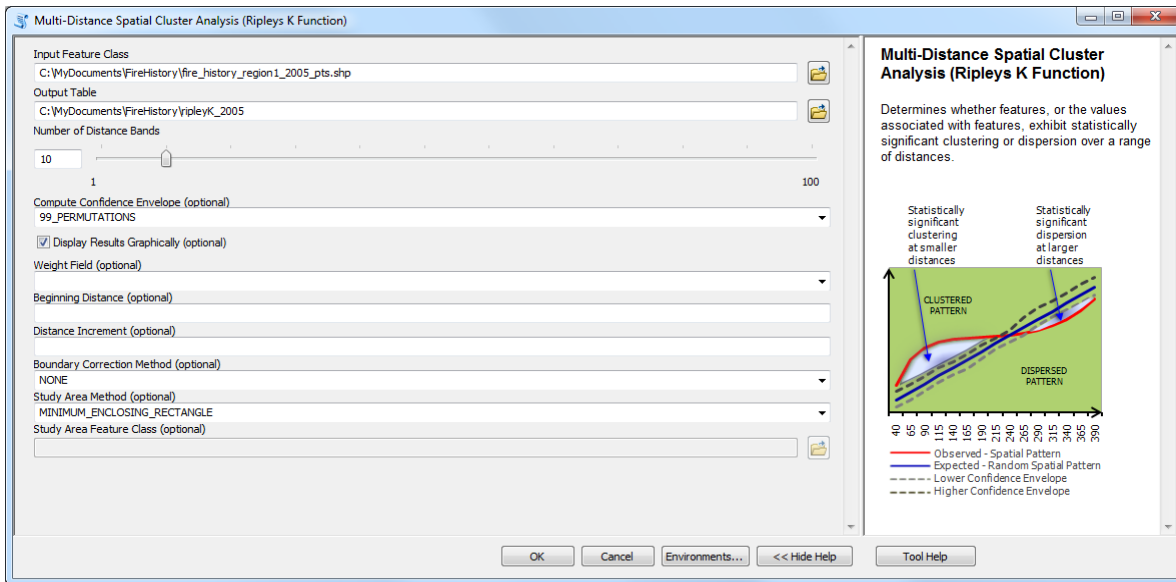 Multi-Distance Spatial Cluster Analysis (Ripleys K Function)
Input Feature Class
C:\MyDocuments\FireHistory\fire_history_region1_2005_pts.shp
Output Table
C:\MyDocuments\FireHistory\ripleyK_2005
Number of Distance Bands
10
1
100
Compute Confidence Envelope (optional)
99_PERMUTATIONS
Display Results Graphically (optional)
Weight Field (optional)
Beginning Distance (optional)
Distance Increment (optional)
Boundary Correction Method (optional)
NONE
Study Area Method (optional)
MINIMUM_ENCLOSING_RECTANGLE
Study Area Feature Class (optional)
Multi-Distance Spatial Cluster
Analysis (Ripleys K Function)
Determines whether features, or the values
associated with features, exhibit statistically
significant clustering or dispersion over a range
of distances.
Statistically
significant
clustering
at smaller
distances
Statistically
significant
dispersion
at larger
distances
CLUSTERED
PATTERN
DISPERSED
PATTERN
40 65 90 115 140 165 190 215 240 265 290 315 340 365 390
Observed - Spatial Pattern
Expected - Random Spatial Pattern
Lower Confidence Envelope
Higher Confidence Envelope
OK
Cancel
Environments...
<< Hide Help
Tool Help